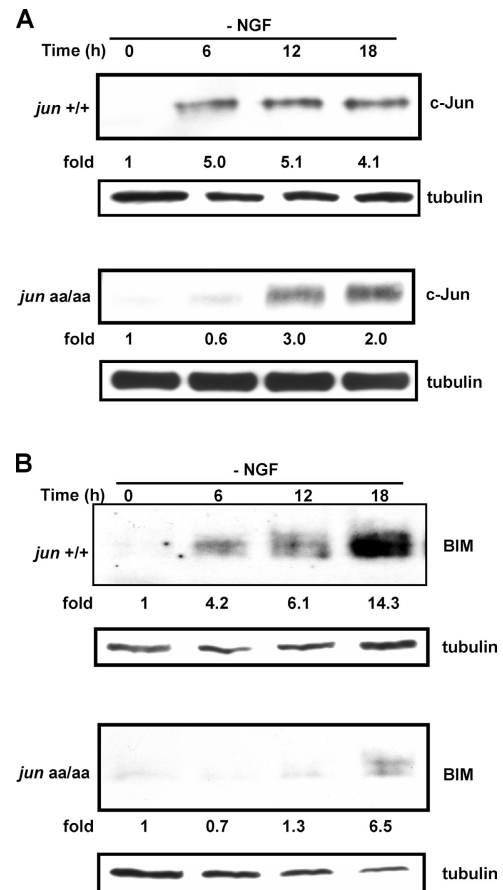 A
- NGF
Time (h) 0 6 12 18
jun +/+ c-Jun
fold 1 5.0 5.1 4.1
tubulin
jun aa/aa c-Jun
fold 1 0.6 3.0 2.0
tubulin
B
- NGF
Time (h) 0 6 12 18
jun +/+ BIM
fold 1 4.2 6.1 14.3
tubulin
jun aa/aa BIM
fold 1 0.7 1.3 6.5
tubulin